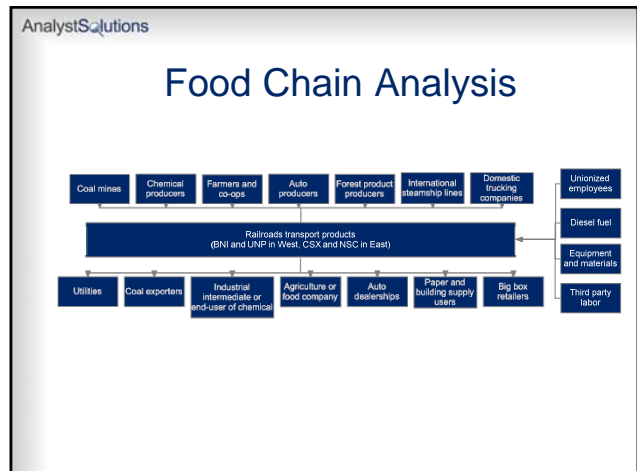 AnalystSolutions
Food Chain Analysis
Coal mines
Chemical
producers
Farmers and
co-ops
Auto
producers
Forest product
producers
International
steamship lines
Domestic
trucking
companies
Unionized
employees
Diesel fuel
Equipment
and materials
Third party
labor
Railroads transport products
(BNI and UNP in West, CSX and NSC in East)
Utilities
Coal exporters
Industrial
intermediate or
end-user of chemical
Agriculture or
food company
Auto
dealerships
Paper and
building supply
users
Big box
retailers